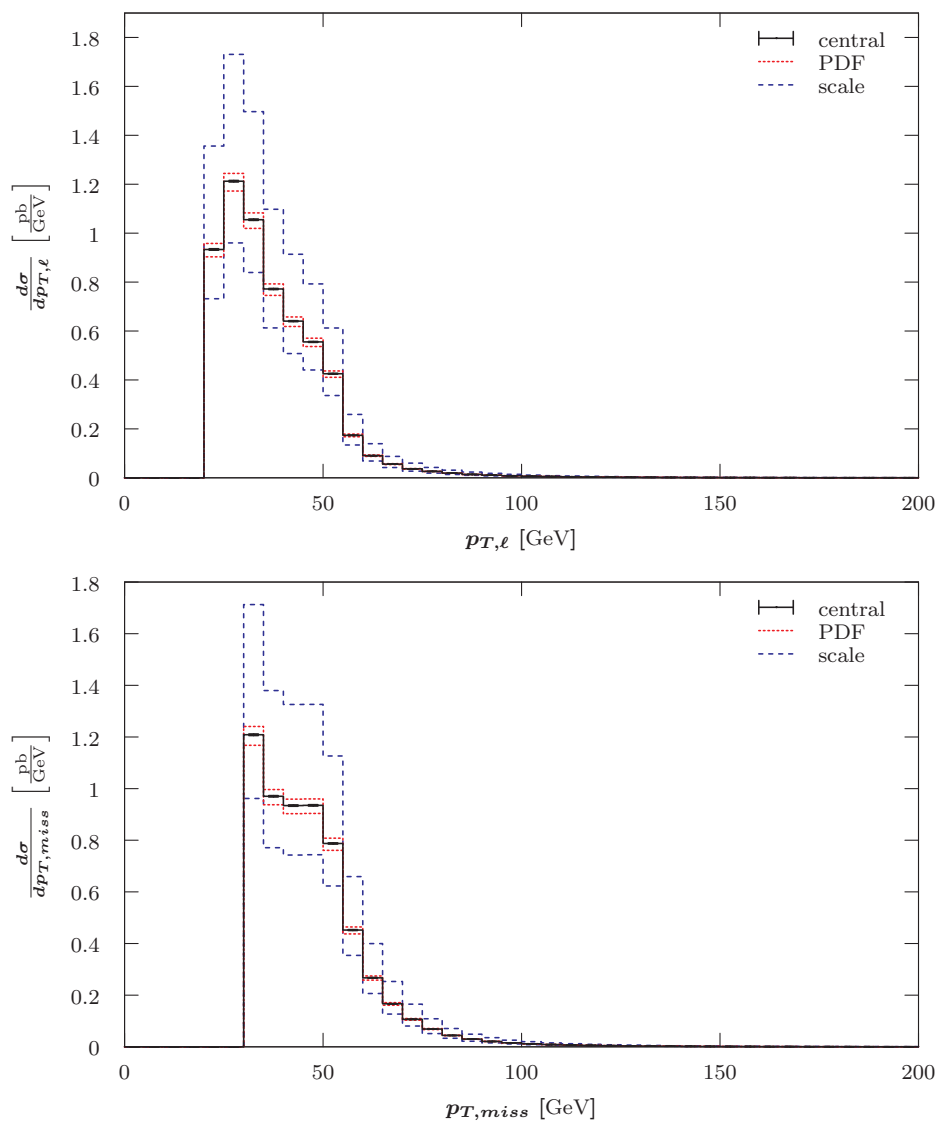 1.8
1.6
1.4
1.2
1
0.8
0.6
0.4
0.2
0
dσ
dp_{T,ℓ}
[pb
GeV]
central
PDF
scale
0 50 100 150 200
p_{T,ℓ} [GeV]
1.8
1.6
1.4
1.2
1
0.8
0.6
0.4
0.2
0
dσ
dp_{T,miss}
[pb
GeV]
central
PDF
scale
0 50 100 150 200
p_{T,miss} [GeV]